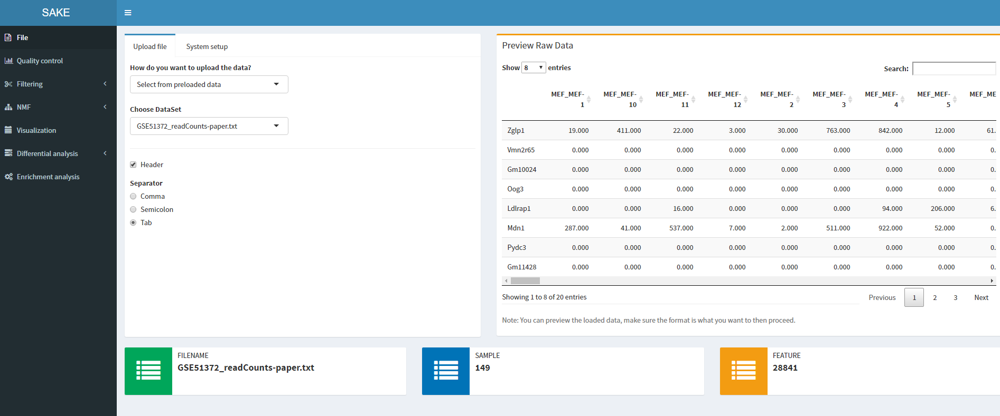 SAKE
File
Quality control
Filtering
NMF
Visualization
Differential analysis
Enrichment analysis
Upload file System setup
How do you want to upload the data?
Select from preloaded data
Choose DataSet
GSE51372_readCounts-paper.txt
Header
Separator
Comma
Semicolon
Tab
Preview Raw Data
Show 8 entries Search:
MEF_MEF-1 MEF_MEF-10 MEF_MEF-11 MEF_MEF-12 MEF_MEF-2 MEF_MEF-3 MEF_MEF-4 MEF_MEF-5 MEF_ME
Zglp1 19.000 411.000 22.000 3.000 30.000 763.000 842.000 12.000 61.
Vmn2r65 0.000 0.000 0.000 0.000 0.000 0.000 0.000 0.000 0.
Gm10024 0.000 0.000 0.000 0.000 0.000 0.000 0.000 0.000 0.
Oog3 0.000 0.000 0.000 0.000 0.000 0.000 0.000 0.000 0.
Ldlrap1 0.000 0.000 16.000 0.000 0.000 0.000 94.000 206.000 6.
Mdn1 287.000 41.000 537.000 7.000 2.000 511.000 922.000 52.000 0.
Pydc3 0.000 0.000 0.000 0.000 0.000 0.000 0.000 0.000 0.
Gm11428 0.000 0.000 0.000 0.000 0.000 0.000 0.000 0.000 0.
Showing 1 to 8 of 20 entries Previous 1 2 3 Next
Note: You can preview the loaded data, make sure the format is what you want to then proceed.
FILENAME
GSE51372_readCounts-paper.txt
SAMPLE
149
FEATURE
28841